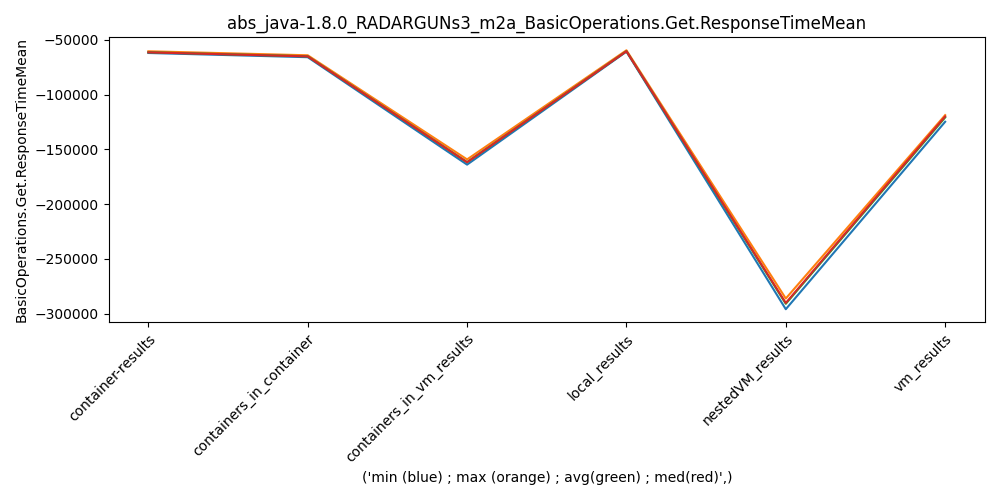 abs_java-1.8.0_RADARGUNs3_m2a_BasicOperations.Get.ResponseTimeMean
BasicOperations.Get.ResponseTimeMean
−50000
−100000
−150000
−200000
−250000
−300000
container-results
containers_in_container
containers_in_vm_results
local_results
nestedVM_results
vm_results
('min (blue) ; max (orange) ; avg(green) ; med(red)',)